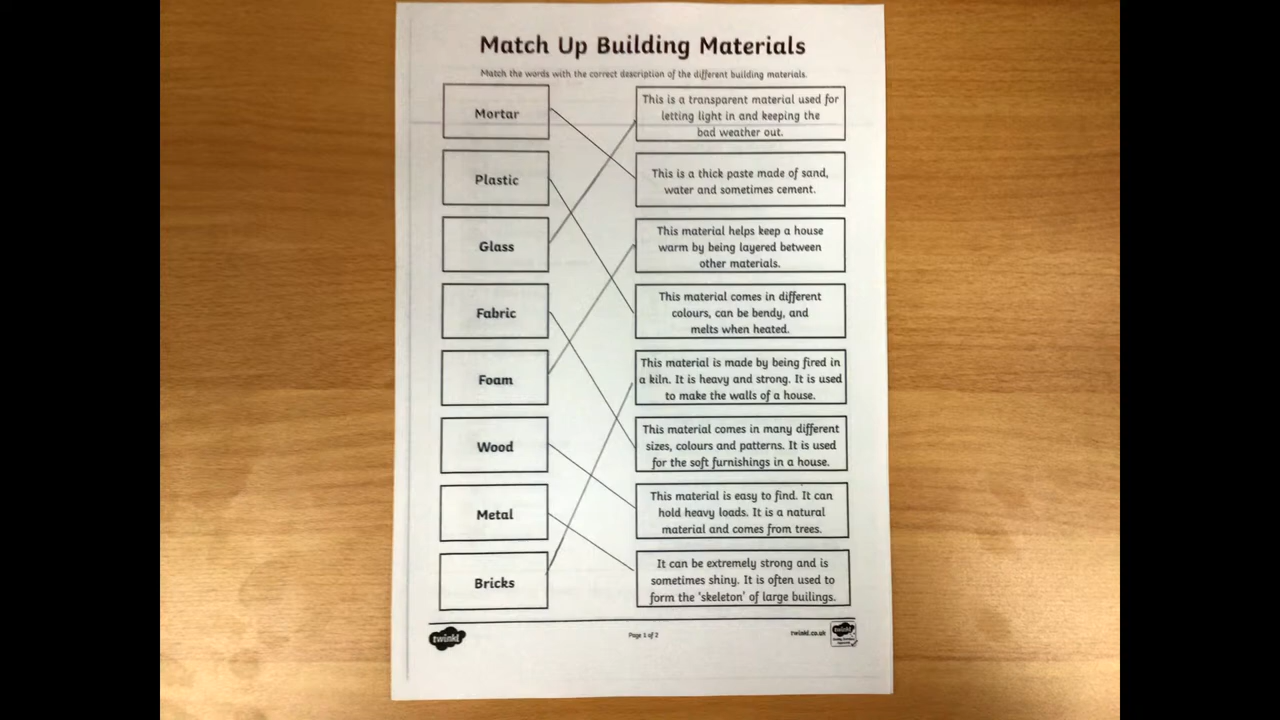 Match Up Building Materials
Match the words with the correct description of the different building materials.
Mortar
This is a transparent material used for
letting light in and keeping the
bad weather out.
Plastic
This is a thick paste made of sand,
water and sometimes cement.
Glass
This material helps keep a house
warm by being layered between
other materials.
Fabric
This material comes in different
colours, can be bendy, and
melts when heated.
Foam
This material is made by being fired in
a kiln. It is heavy and strong. It is used
to make the walls of a house.
Wood
This material comes in many different
sizes, colours and patterns. It is used
for the soft furnishings in a house.
Metal
This material is easy to find. It can
hold heavy loads. It is a natural
material and comes from trees.
Bricks
It can be extremely strong and is
sometimes shiny. It is often used to
form the 'skeleton' of large builings.
twinkl
Page 1 of 2
twinkl.co.uk
twinkl